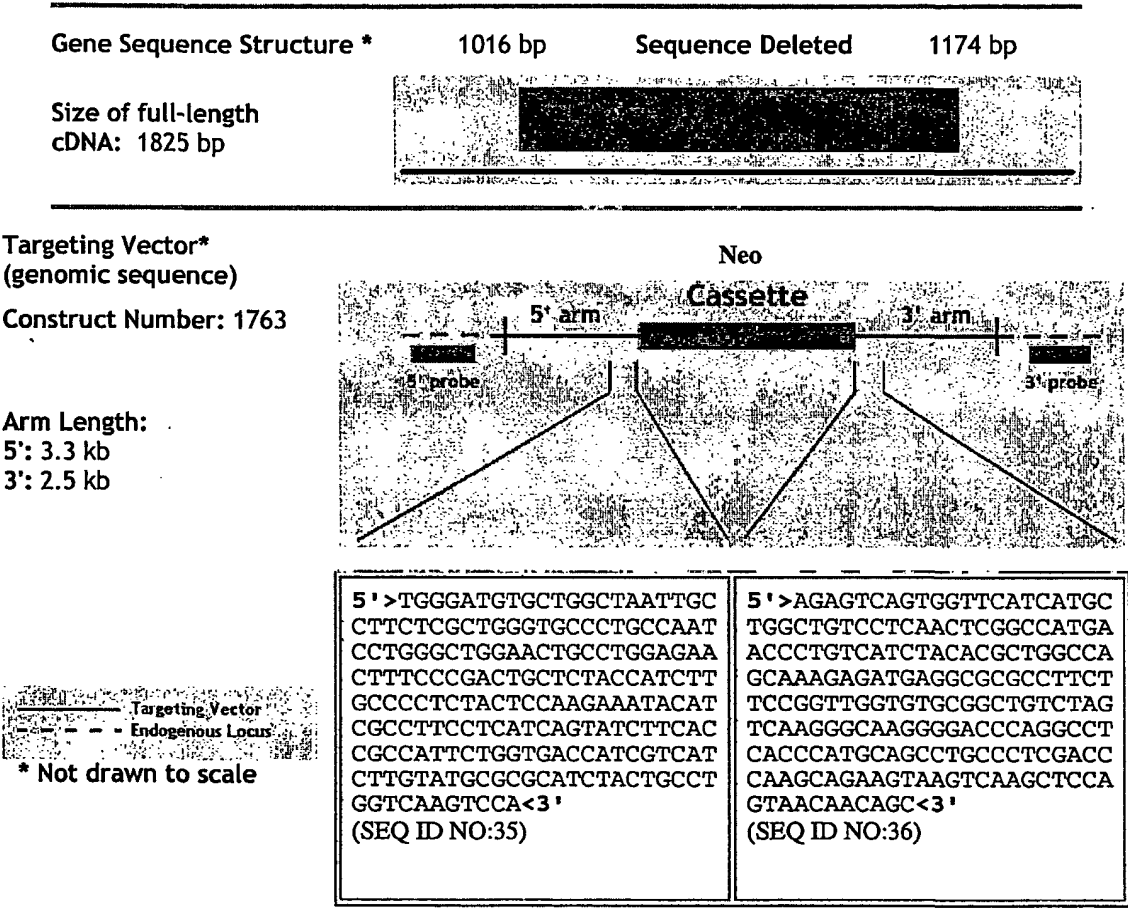 Gene Sequence Structure * 1016 bp Sequence Deleted 1174 bp
Size of full-length
cDNA: 1825 bp
Targeting Vector*
(genomic sequence)
Construct Number: 1763
Arm Length:
5': 3.3 kb
3': 2.5 kb
Neo
Cassette
5' arm
3' arm
5' probe
3' probe
5'>TGGGATGTGCTGGCTAATTGC
CTTCTCGCTGGGTGCCCTGCCAAT
CCTGGGCTGGAACTGCCTGGAGAA
CTTTCCCGACTGCTCTACCATCTT
GCCCCTCTACTCCAAGAAATACAT
CGCCTTCCTCATCAGTATCTTCAC
CGCCATTCTGGTGACCATCGTCAT
CTTGTATGCGCGCATCTACTGCCT
GGTCAAGTCCA<3'
(SEQ ID NO:35)
5'>AGAGTCAGTGGTTCATCATGC
TGGCTGTCCTCAACTCGGCCATGA
ACCCTGTCATCTACACGCTGGCCA
GCAAAGAGATGAGGCGCGCCTTCT
TCCGGTTGGTGTGCGGCTGTCTAG
TCAAGGGCAAGGGGACCCAGGCCT
CACCCATGCAGCCTGCCCTCGACC
CAAGCAGAAGTAAGTCAAGCTCCA
GTAACAACAGC<3'
(SEQ ID NO:36)
Targeting Vector
Endogenous Locus
* Not drawn to scale